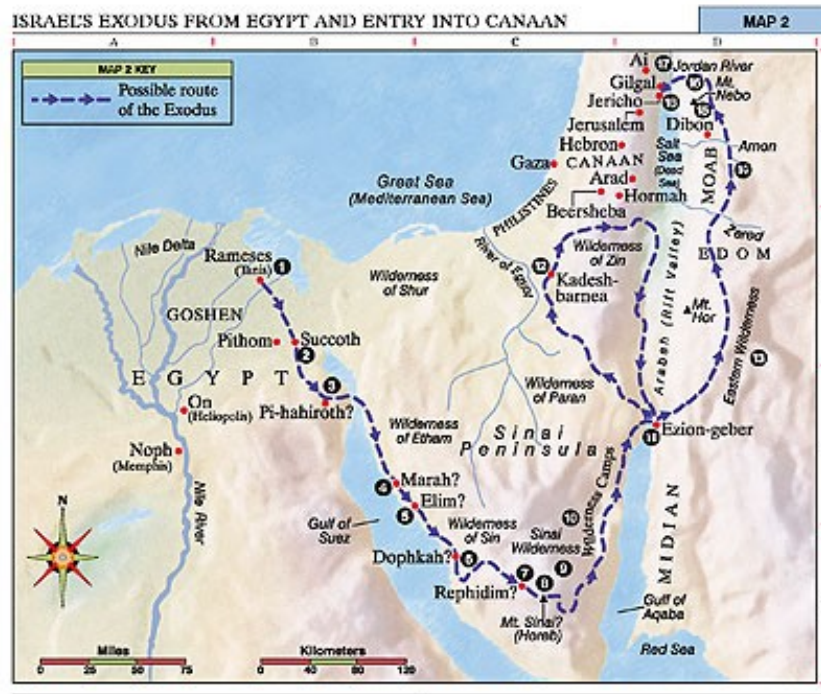 ISRAEL'S EXODUS FROM EGYPT AND ENTRY INTO CANAAN
MAP 2
A B C D
MAP 2 KEY
Possible route
of the Exodus
Ai
17
Jordan River
Gilgal
16
Mt.
Nebo
Jericho
Jerusalem
Dibon
Hebron
Salt
Sea
(Dead
Sea)
Arnon
Gaza
CANAAN
MOAB
Arad
Hormah
Beersheba
Great Sea
(Mediterranean Sea)
PHILISTINES
Zered
Nile Delta
Rameses
(Tanis)
1
Wilderness
of Shur
River of Egypt
Wilderness
of Zin
EDOM
12
Kadesh-
barnea
Arabah (Rift Valley)
Mt.
Hor
GOSHEN
Pithom
Succoth
2
Eastern Wilderness
13
EGYPT
3
Pi-hahiroth?
Wilderness
of Paran
On
(Heliopolis)
Wilderness
of Etham
Sinai
Peninsula
Ezion-geber
Noph
(Memphis)
Marah?
4
Elim?
5
Wilderness Camps
N
Nile River
Gulf of
Suez
Wilderness
of Sin
10
Sinai
Wilderness
MIDIAN
Dophkah?
6
7
8
9
Rephidim?
Mt. Sinai?
(Horeb)
Gulf of
Aqaba
Red Sea
Miles
0 25 50 75
Kilometers
0 40 80 120